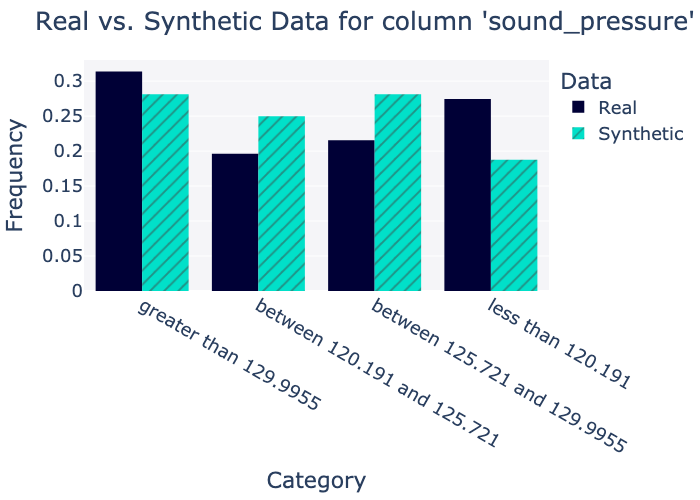 Real vs. Synthetic Data for column 'sound_pressure'
Frequency
0.3
0.25
0.2
0.15
0.1
0.05
0
Data
Real
Synthetic
greater than 129.9955
between 120.191 and 125.721
between 125.721 and 129.9955
less than 120.191
Category